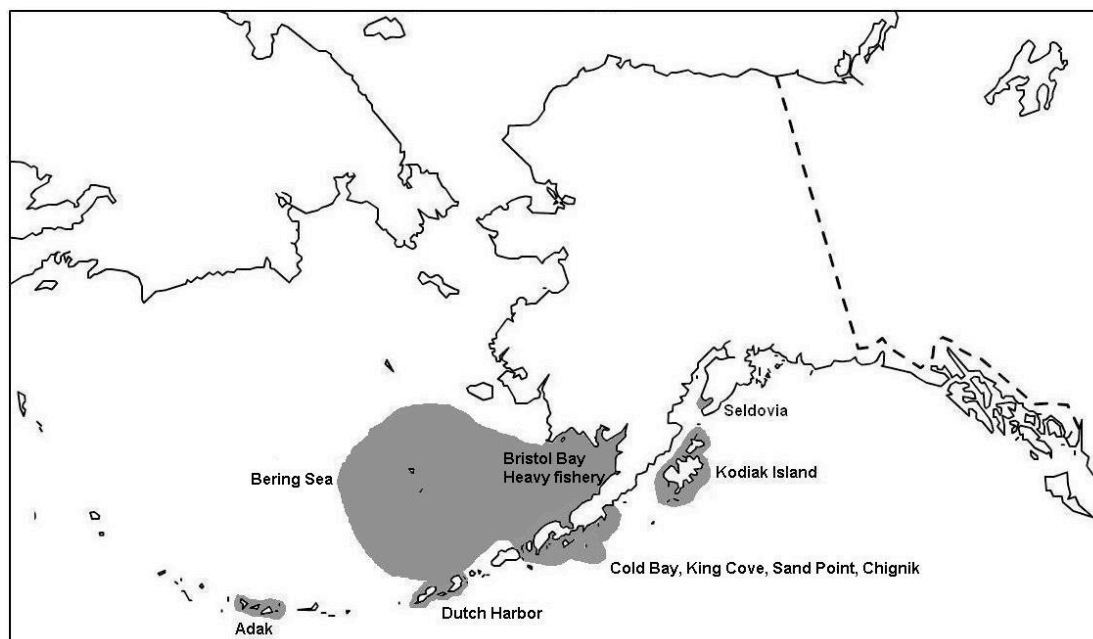 Seldovia
Bristol Bay
Heavy fishery
Bering Sea
Kodiak Island
Cold Bay, King Cove, Sand Point, Chignik
Dutch Harbor
Adak